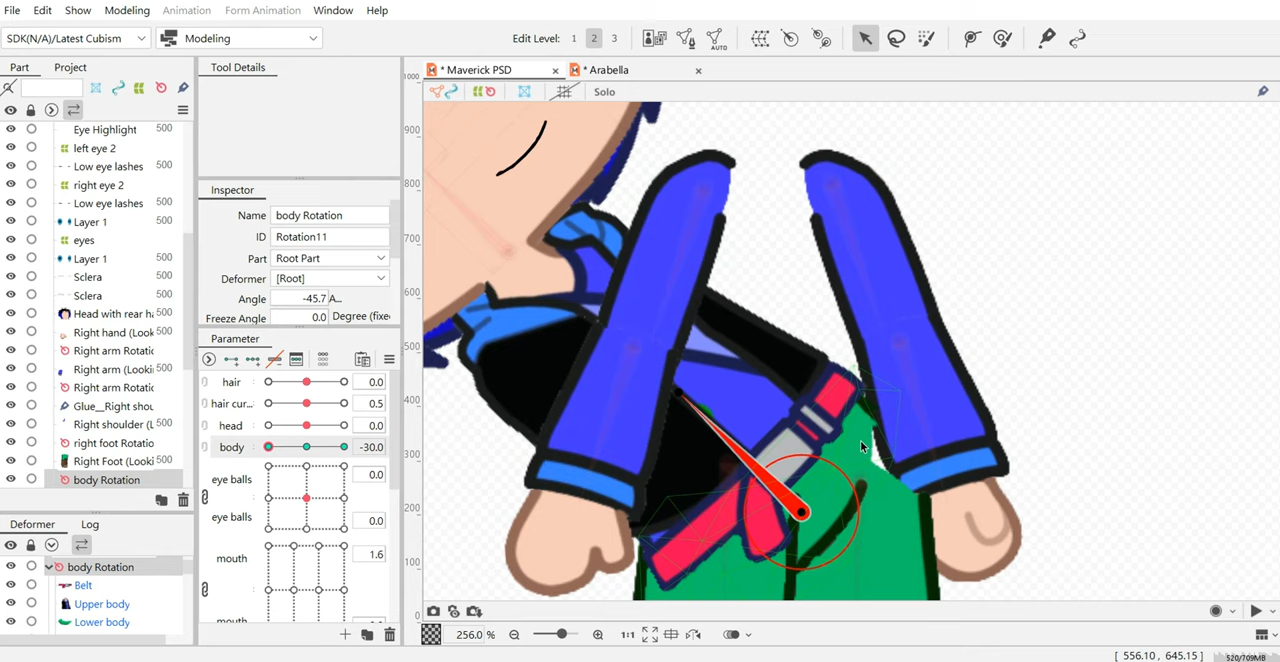 File Edit Show Modeling Animation Form Animation Window Help
SDK(N/A)/Latest Cubism Modeling Edit Level: 1 2 3 AUTO
Part Project
Tool Details
* Maverick PSD × * Arabella ×
Solo
Eye Highlight 500
left eye 2
Low eye lashes 500
right eye 2
Low eye lashes 500
Layer 1 500
eyes
Layer 1 500
Sclera 500
Sclera 500
Head with rear h
Right hand (Look
Right arm Rotatic
Right arm (Looki
Right arm Rotatic
Glue__Right shou
Right shoulder (L 500
right foot Rotatio
Right Foot (Looki 500
body Rotation
Deformer Log
body Rotation
Belt
Upper body
Lower body
Inspector
Name body Rotation
ID Rotation11
Part Root Part
Deformer [Root]
Angle -45.7 A...
Freeze Angle 0.0 Degree (fixe
Parameter
hair : 0.0
hair cur... : 0.5
head : 0.0
body : -30.0
eye balls 0.0
eye balls 0.0
mouth 1.6
1000
900
800
700
600
500
400
300
200
100
0
256.0 % 1:1
[ 556.10 , 645.15 ] 520/709MB